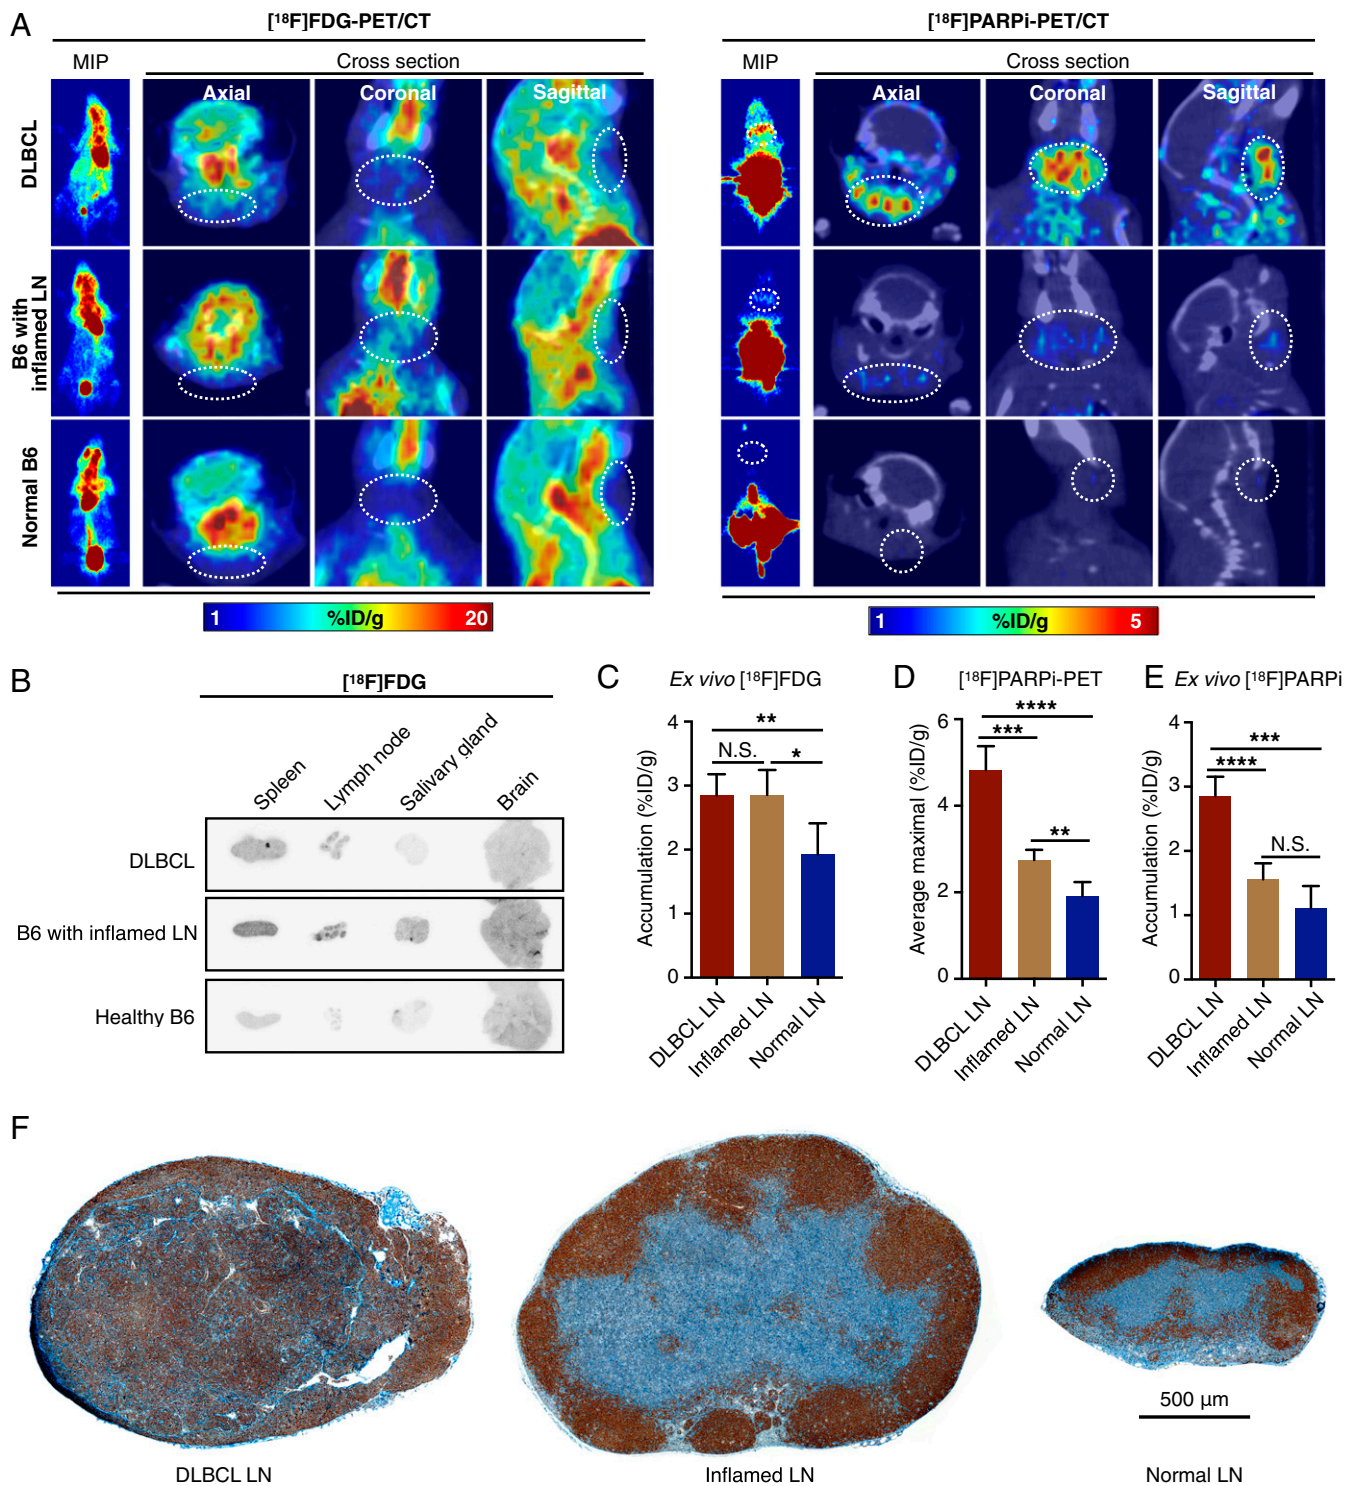 A
[¹⁸F]FDG-PET/CT
[¹⁸F]PARPi-PET/CT
MIP
Cross section
MIP
Cross section
Axial
Coronal
Sagittal
Axial
Coronal
Sagittal
DLBCL
B6 with
inflamed LN
Normal B6
1 %ID/g 20
1 %ID/g 5
B
[¹⁸F]FDG
Spleen
Lymph node
Salivary gland
Brain
DLBCL
B6 with inflamed LN
Healthy B6
C
Ex vivo [¹⁸F]FDG
Accumulation (%ID/g)
4
3
2
1
0
**
N.S.
*
DLBCL LN
Inflamed LN
Normal LN
D
[¹⁸F]PARPi-PET
Average maximal (%ID/g)
6
4
2
0
****
***
**
DLBCL LN
Inflamed LN
Normal LN
E
Ex vivo [¹⁸F]PARPi
Accumulation (%ID/g)
4
3
2
1
0
***
****
N.S.
DLBCL LN
Inflamed LN
Normal LN
F
500 µm
DLBCL LN
Inflamed LN
Normal LN